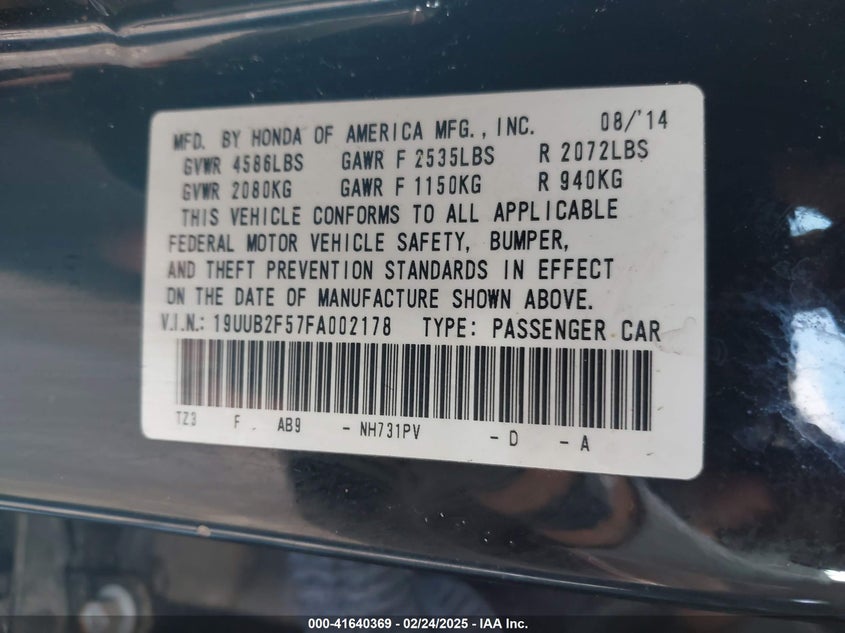 MFD. BY HONDA OF AMERICA MFG., INC. 08/'14
GVWR 4586LBS GAWR F 2535LBS R 2072LBS
GVWR 2080KG GAWR F 1150KG R 940KG
THIS VEHICLE CONFORMS TO ALL APPLICABLE
FEDERAL MOTOR VEHICLE SAFETY, BUMPER,
AND THEFT PREVENTION STANDARDS IN EFFECT
ON THE DATE OF MANUFACTURE SHOWN ABOVE.
V.I.N.: 19UUB2F57FA002178 TYPE: PASSENGER CAR
TZ3 F AB9 - NH731PV - D - A
000-41640369 - 02/24/2025 - IAA Inc.